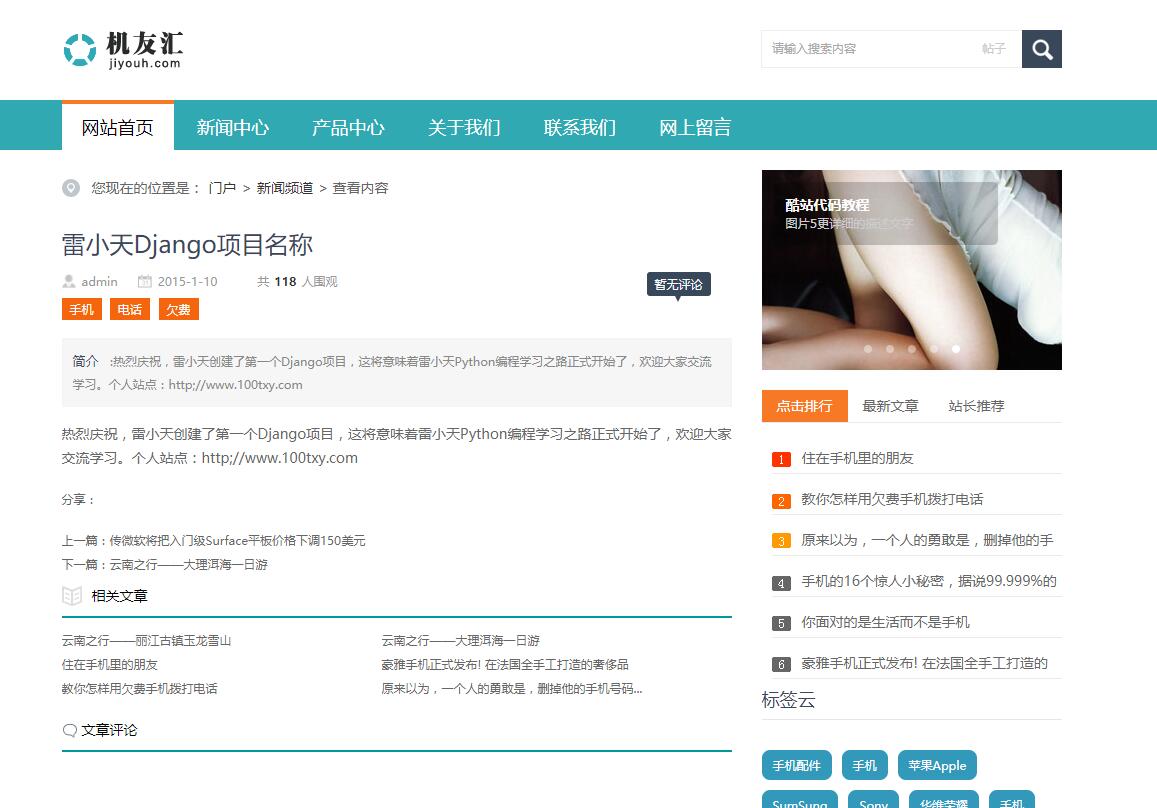 机友汇
jiyouh.com
请输入搜索内容 帖子
网站首页 新闻中心 产品中心 关于我们 联系我们 网上留言
您现在的位置是： 门户 > 新闻频道 > 查看内容
雷小天Django项目名称
admin 2015-1-10 共 118 人围观
暂无评论
手机 电话 欠费
简介 :热烈庆祝，雷小天创建了第一个Django项目，这将意味着雷小天Python编程学习之路正式开始了，欢迎大家交流
学习。个人站点：http;//www.100txy.com
热烈庆祝，雷小天创建了第一个Django项目，这将意味着雷小天Python编程学习之路正式开始了，欢迎大家
交流学习。个人站点：http;//www.100txy.com
分享：
上一篇：传微软将把入门级Surface平板价格下调150美元
下一篇：云南之行——大理洱海一日游
相关文章
云南之行——丽江古镇玉龙雪山 云南之行——大理洱海一日游
住在手机里的朋友 豪雅手机正式发布! 在法国全手工打造的奢侈品
教你怎样用欠费手机拨打电话 原来以为，一个人的勇敢是，删掉他的手机号码...
文章评论
酷站代码教程
图片5更详细的描述文字
点击排行 最新文章 站长推荐
1 住在手机里的朋友
2 教你怎样用欠费手机拨打电话
3 原来以为，一个人的勇敢是，删掉他的手
4 手机的16个惊人小秘密，据说99.999%的
5 你面对的是生活而不是手机
6 豪雅手机正式发布! 在法国全手工打造的
标签云
手机配件 手机 苹果Apple
SumSung Sony 华维荣耀 手机